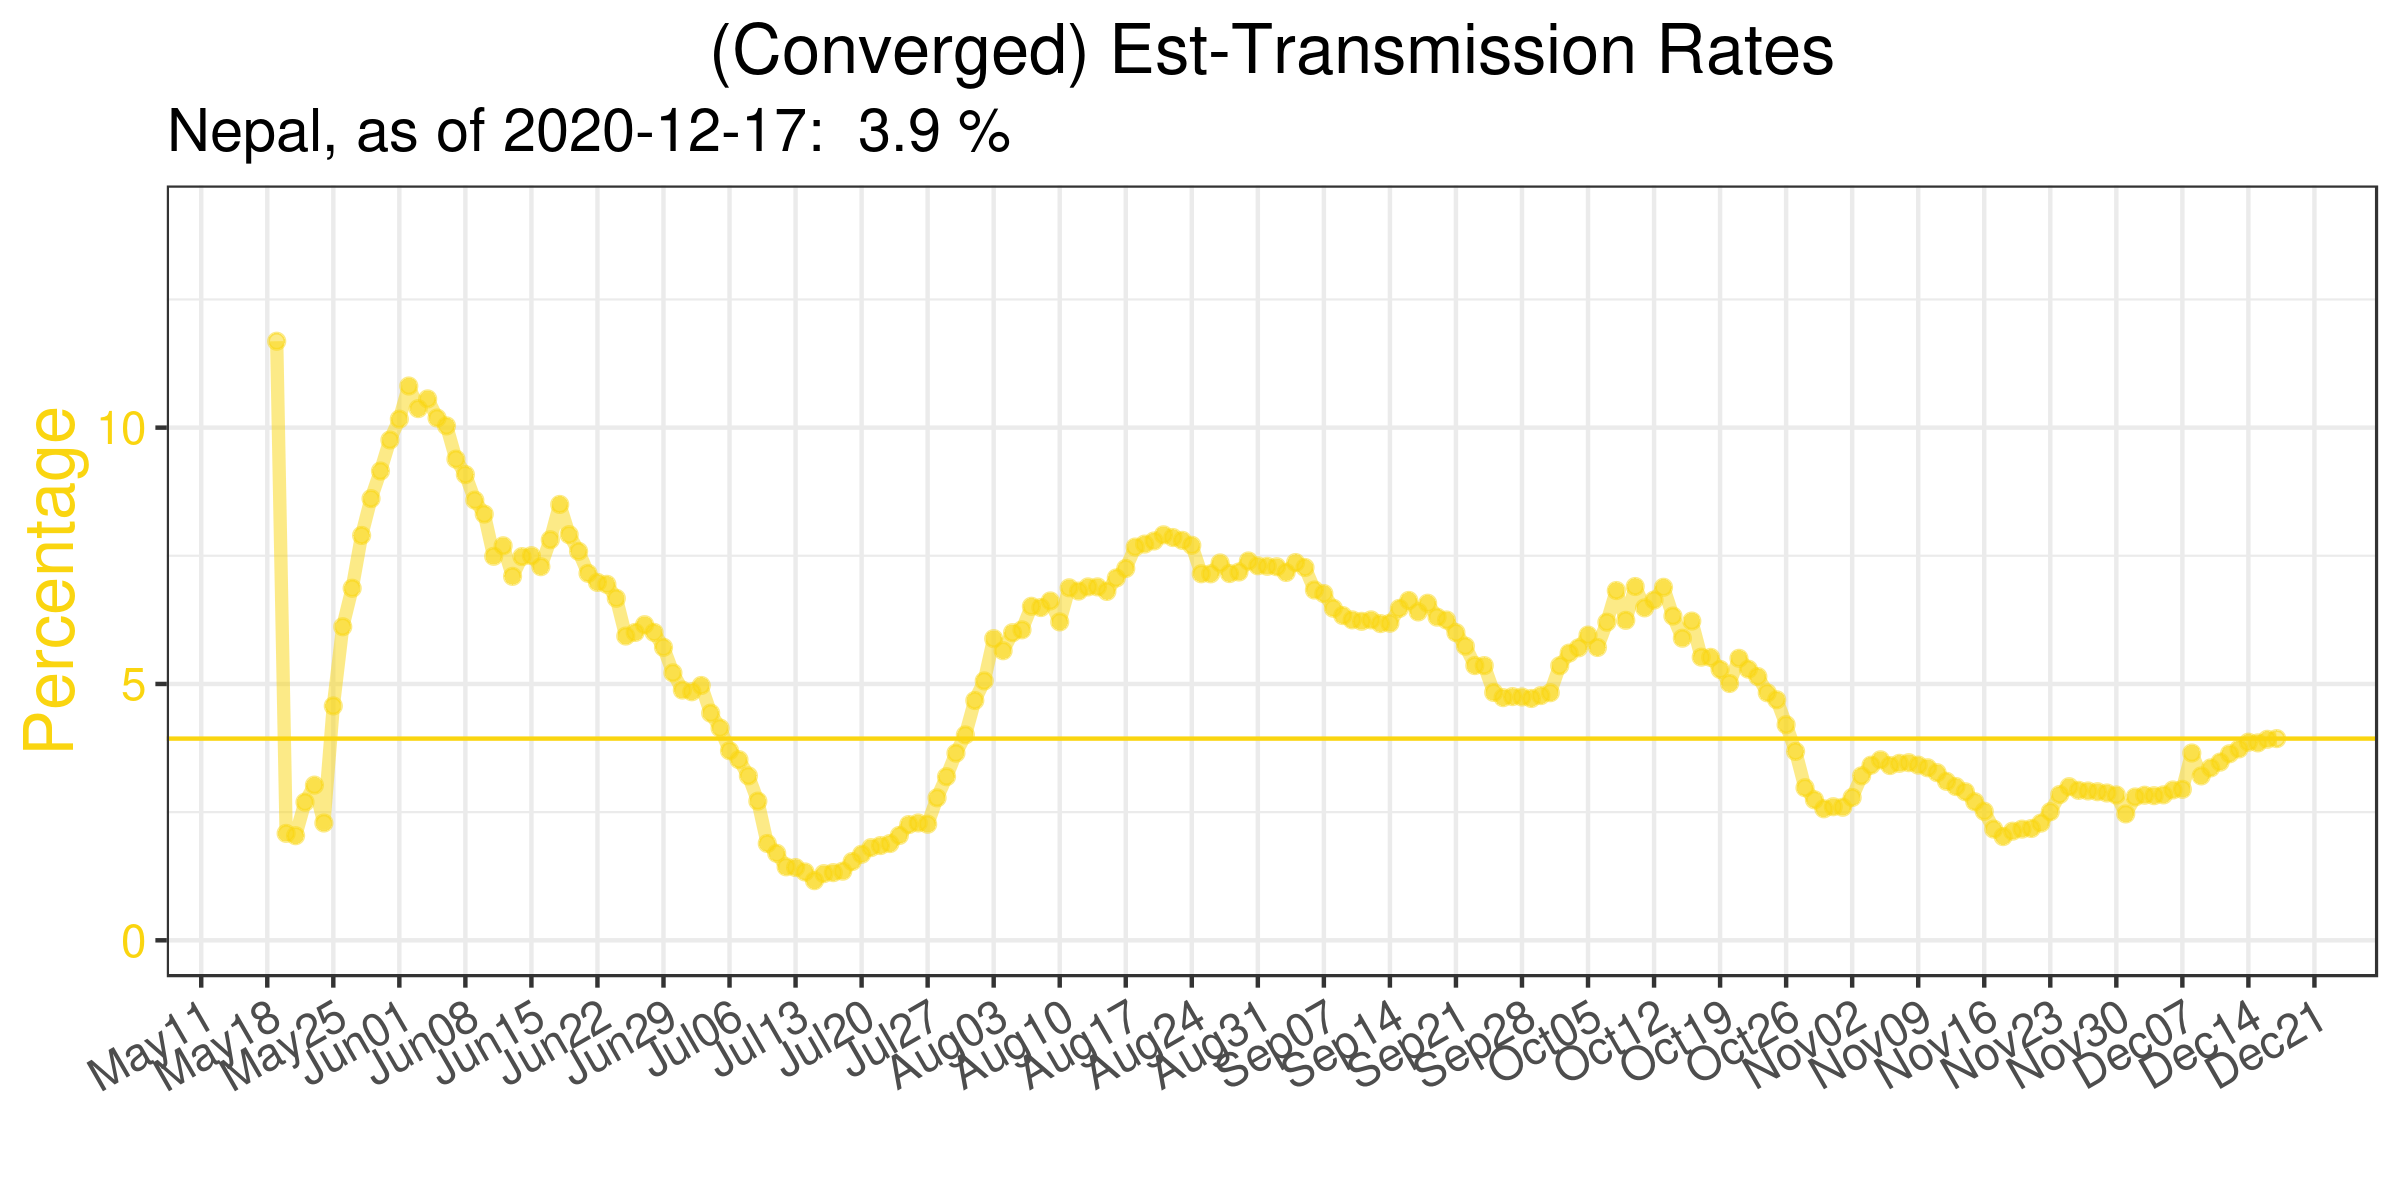 (Converged) Est-Transmission Rates
Nepal, as of 2020-12-17:  3.9 %
Percentage
10
5
0
May11
May18
May25
Jun01
Jun08
Jun15
Jun22
Jun29
Jul06
Jul13
Jul20
Jul27
Aug03
Aug10
Aug17
Aug24
Aug31
Sep07
Sep14
Sep21
Sep28
Oct05
Oct12
Oct19
Oct26
Nov02
Nov09
Nov16
Nov23
Nov30
Dec07
Dec14
Dec21